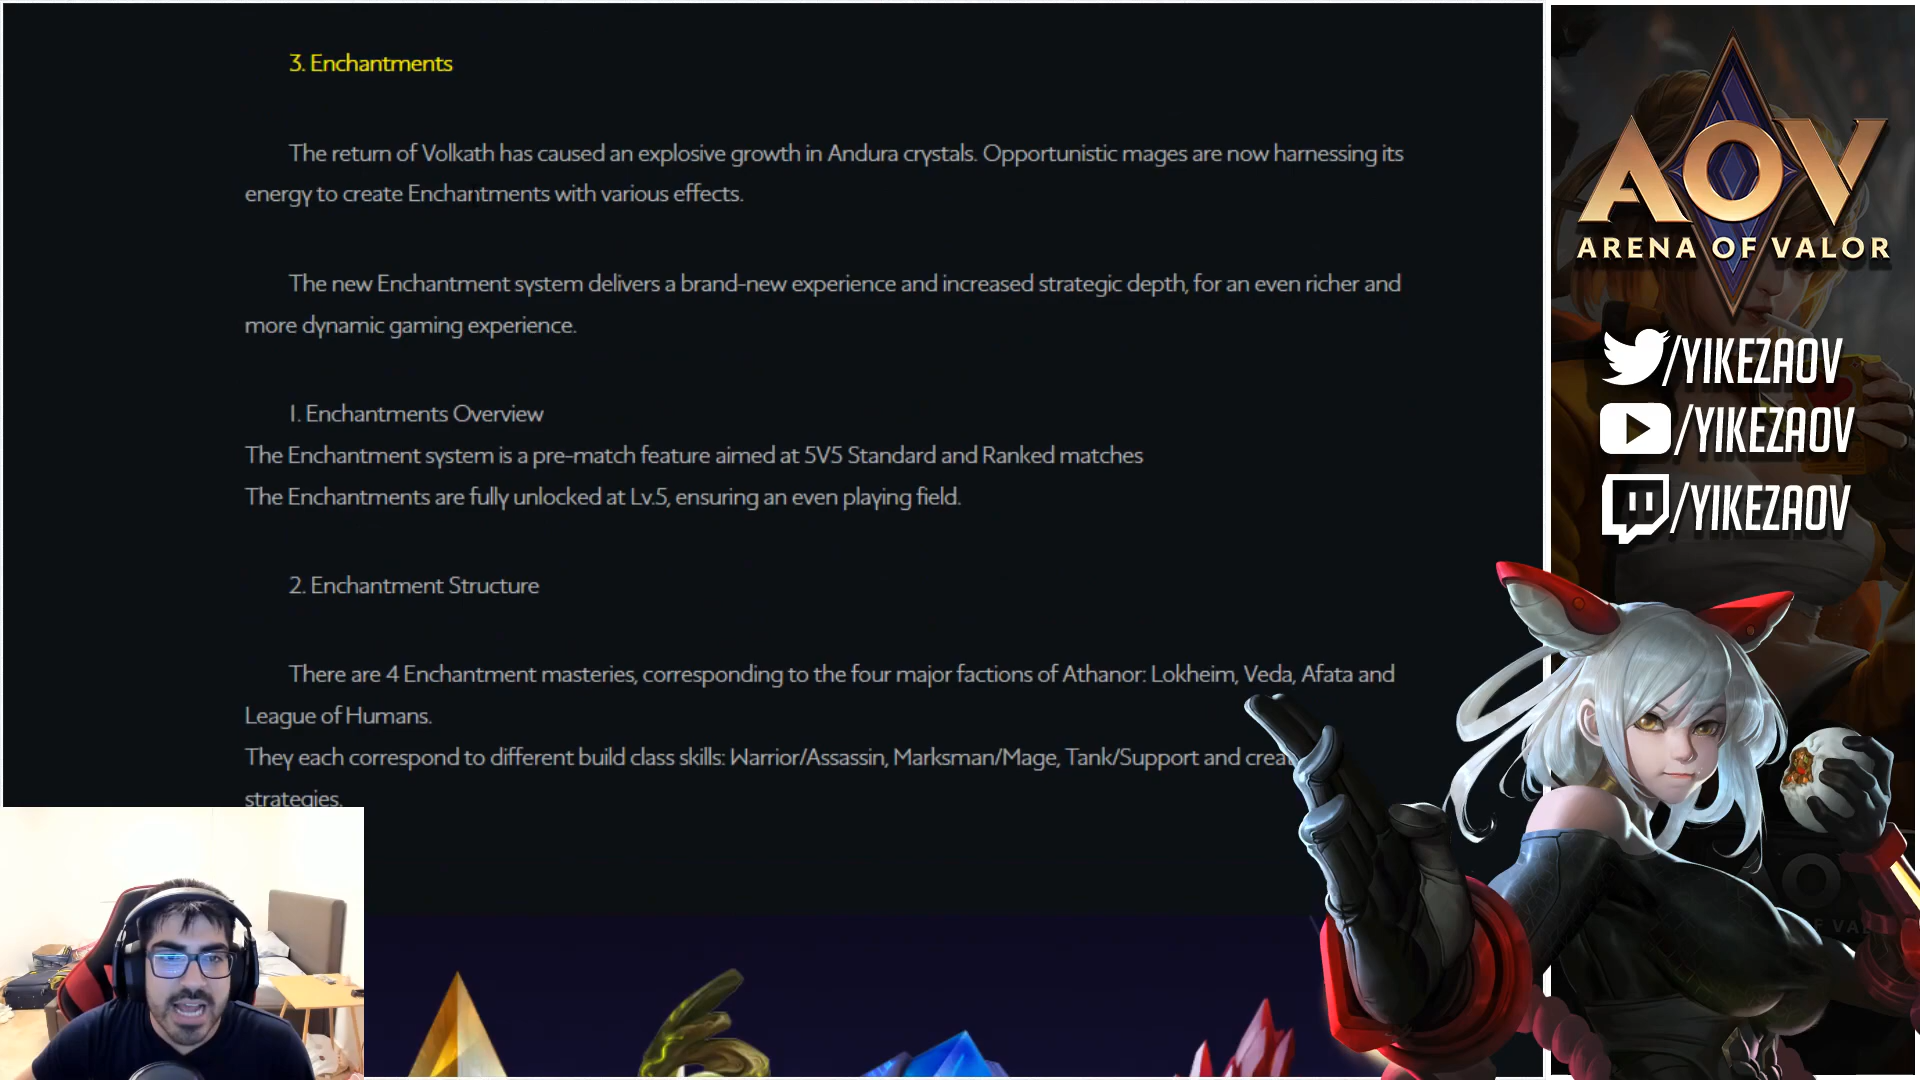 3. Enchantments
The return of Volkath has caused an explosive growth in Andura crystals. Opportunistic mages are now harnessing its
energy to create Enchantments with various effects.
The new Enchantment system delivers a brand-new experience and increased strategic depth, for an even richer and
more dynamic gaming experience.
1. Enchantments Overview
The Enchantment system is a pre-match feature aimed at 5V5 Standard and Ranked matches
The Enchantments are fully unlocked at Lv.5, ensuring an even playing field.
2. Enchantment Structure
There are 4 Enchantment masteries, corresponding to the four major factions of Athanor: Lokheim, Veda, Afata and
League of Humans.
They each correspond to different build class skills: Warrior/Assassin, Marksman/Mage, Tank/Support and
strategies.
AOV
ARENA OF VALOR
/YIKEZAOV
/YIKEZAOV
/YIKEZAOV